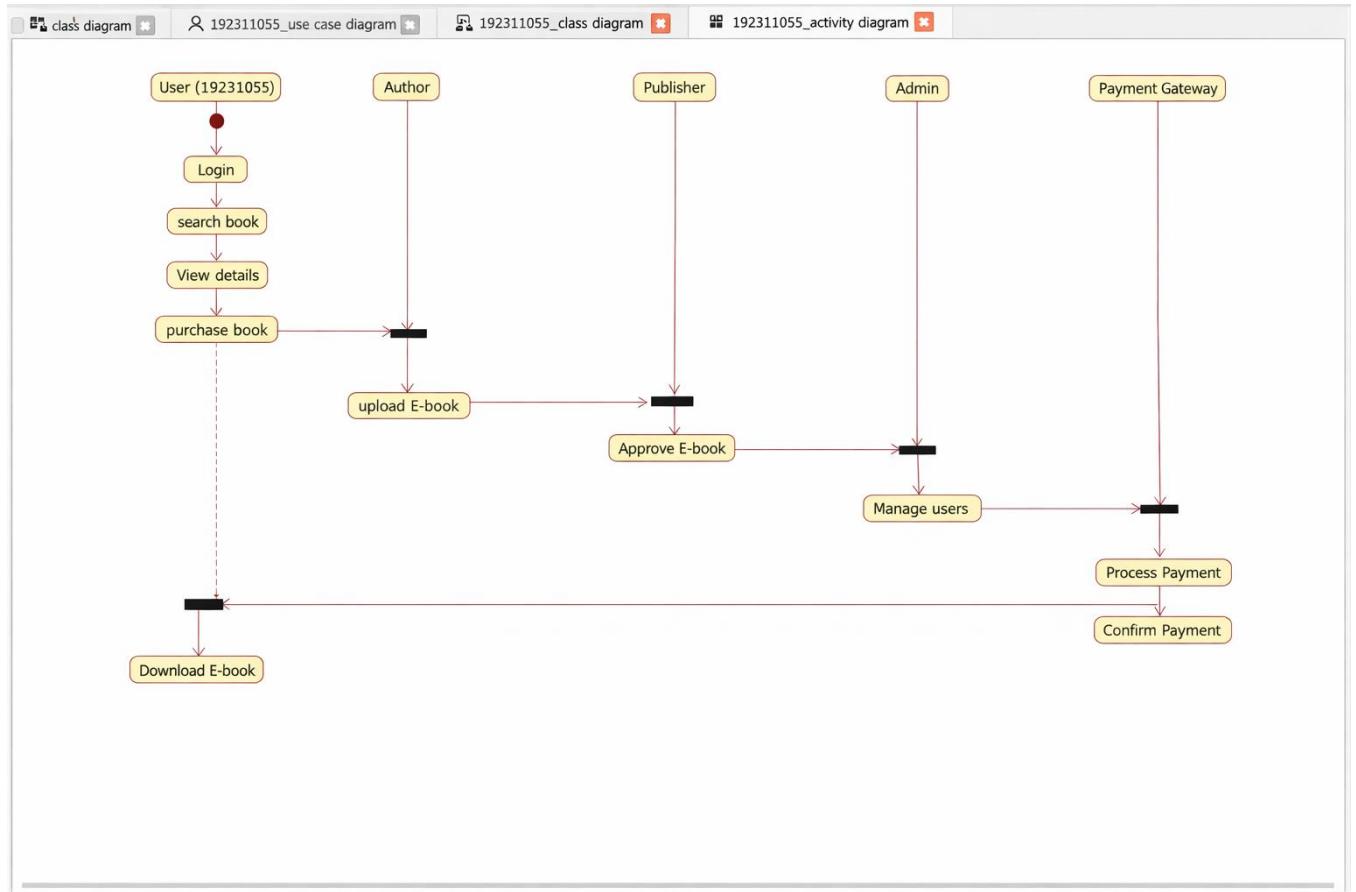 class diagram
192311055_use case diagram
192311055_class diagram
192311055_activity diagram
User (19231055)
Author
Publisher
Admin
Payment Gateway
Login
search book
View details
purchase book
upload E-book
Approve E-book
Manage users
Process Payment
Confirm Payment
Download E-book